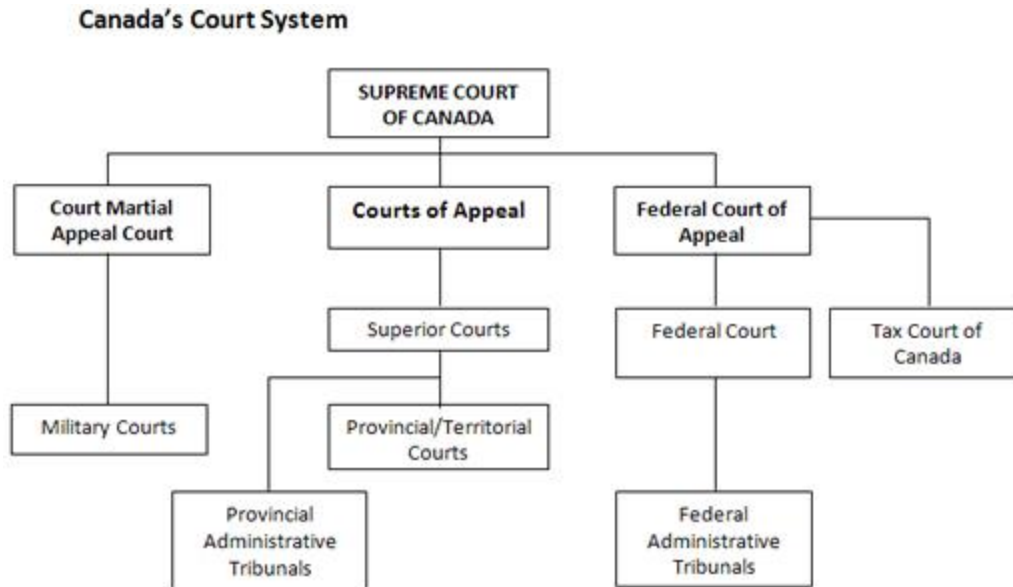 Canada's Court System
SUPREME COURT
OF CANADA
Court Martial
Appeal Court
Courts of Appeal
Federal Court of
Appeal
Superior Courts
Federal Court
Tax Court of
Canada
Military Courts
Provincial/Territorial
Courts
Provincial
Administrative
Tribunals
Federal
Administrative
Tribunals